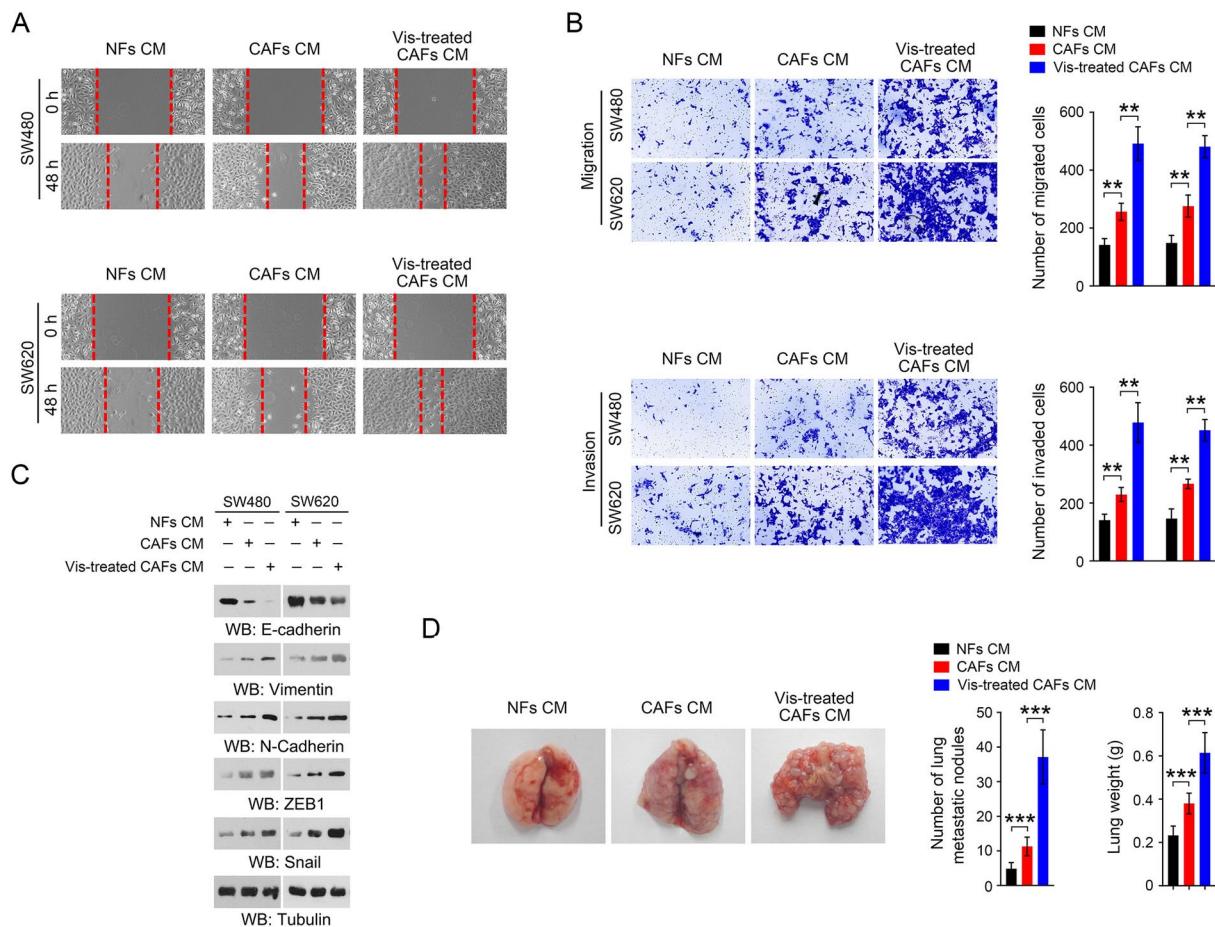 A
NFs CM
CAFs CM
Vis-treated
CAFs CM
SW480
0 h
48 h
NFs CM
CAFs CM
Vis-treated
CAFs CM
SW620
0 h
48 h
B
NFs CM
CAFs CM
Vis-treated CAFs CM
NFs CM
CAFs CM
Vis-treated
CAFs CM
Migration
SW480
SW620
Number of migrated cells
600
400
200
0
** **
** **
NFs CM
CAFs CM
Vis-treated
CAFs CM
Invasion
SW480
SW620
Number of invaded cells
600
400
200
0
** **
** **
C
SW480 SW620
NFs CM + – – + – –
CAFs CM – + – – + –
Vis-treated CAFs CM – – + – – +
WB: E-cadherin
WB: Vimentin
WB: N-Cadherin
WB: ZEB1
WB: Snail
WB: Tubulin
D
NFs CM
CAFs CM
Vis-treated
CAFs CM
NFs CM
CAFs CM
Vis-treated CAFs CM
Number of lung
metastatic nodules
50
40
30
20
10
0
***
***
Lung weight (g)
0.8
0.6
0.4
0.2
0
***
***